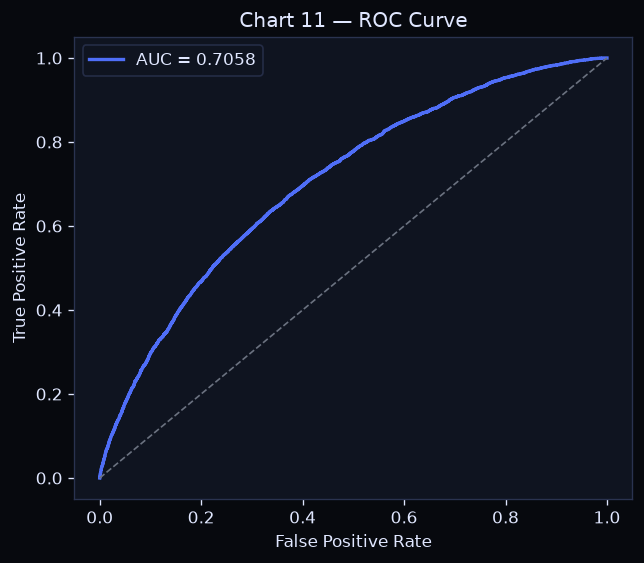 Chart 11 — ROC Curve
AUC = 0.7058
True Positive Rate
1.0
0.8
0.6
0.4
0.2
0.0
0.0 0.2 0.4 0.6 0.8 1.0
False Positive Rate